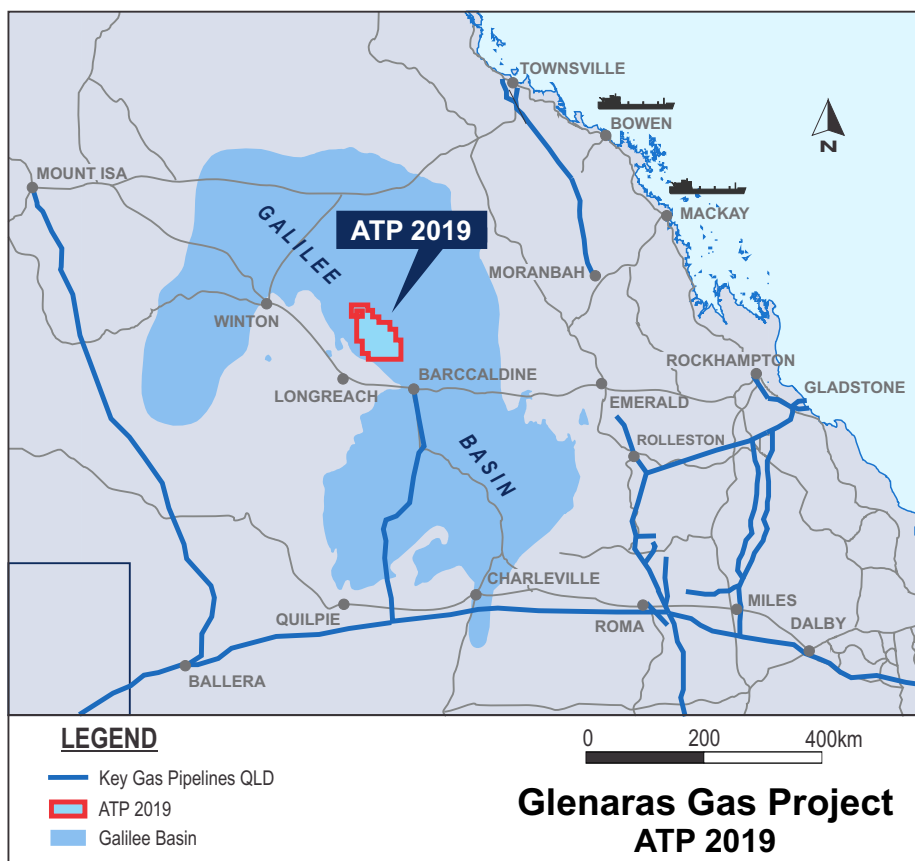 TOWNSVILLE
BOWEN
N
MOUNT ISA
MACKAY
GALILEE
ATP 2019
MORANBAH
WINTON
ROCKHAMPTON
BARCCALDINE
GLADSTONE
LONGREACH
EMERALD
ROLLESTON
BASIN
CHARLEVILLE
MILES
QUILPIE
ROMA
DALBY
BALLERA
LEGEND
Key Gas Pipelines QLD
ATP 2019
Galilee Basin
0 200 400km
Glenaras Gas Project
ATP 2019